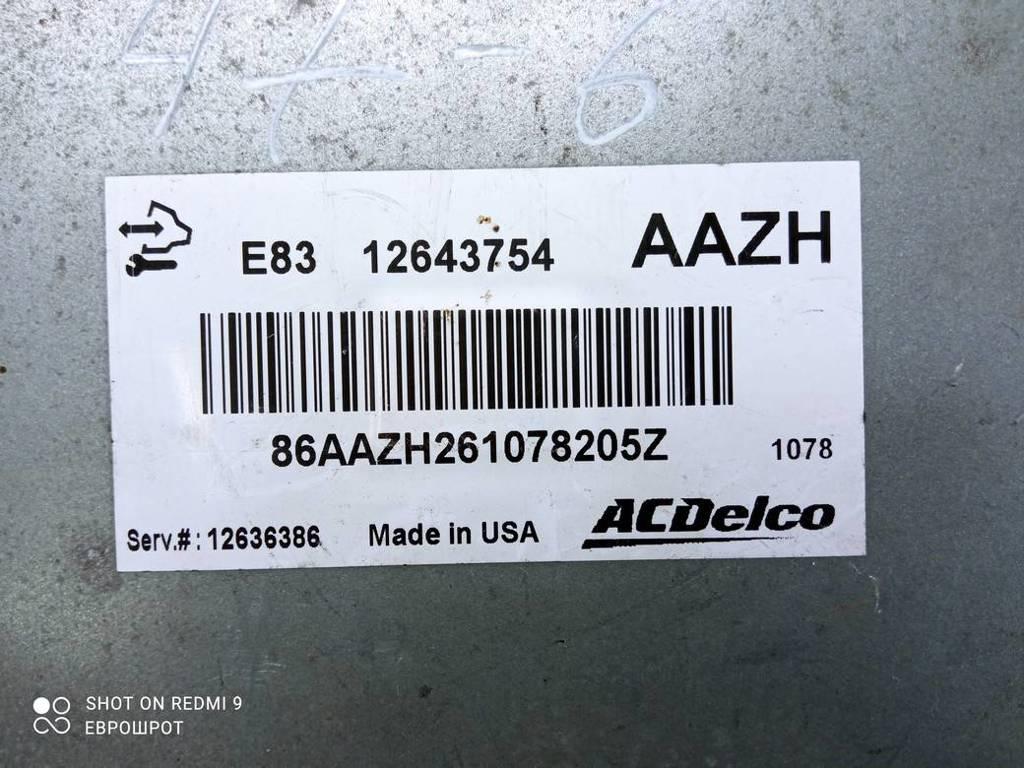 E83 12643754 AAZH
86AAZH261078205Z 1078
Serv.#: 12636386 Made in USA ACDelco
SHOT ON REDMI 9
ЕВРОШРОТ